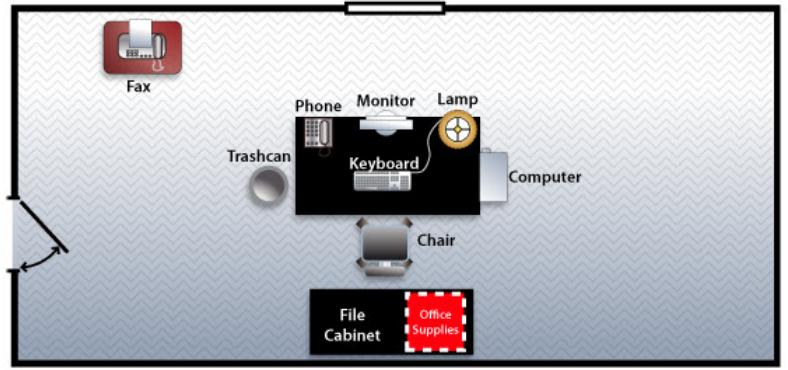 Fax
Phone
Monitor
Lamp
Trashcan
Keyboard
Computer
Chair
File
Cabinet
Office
Supplies